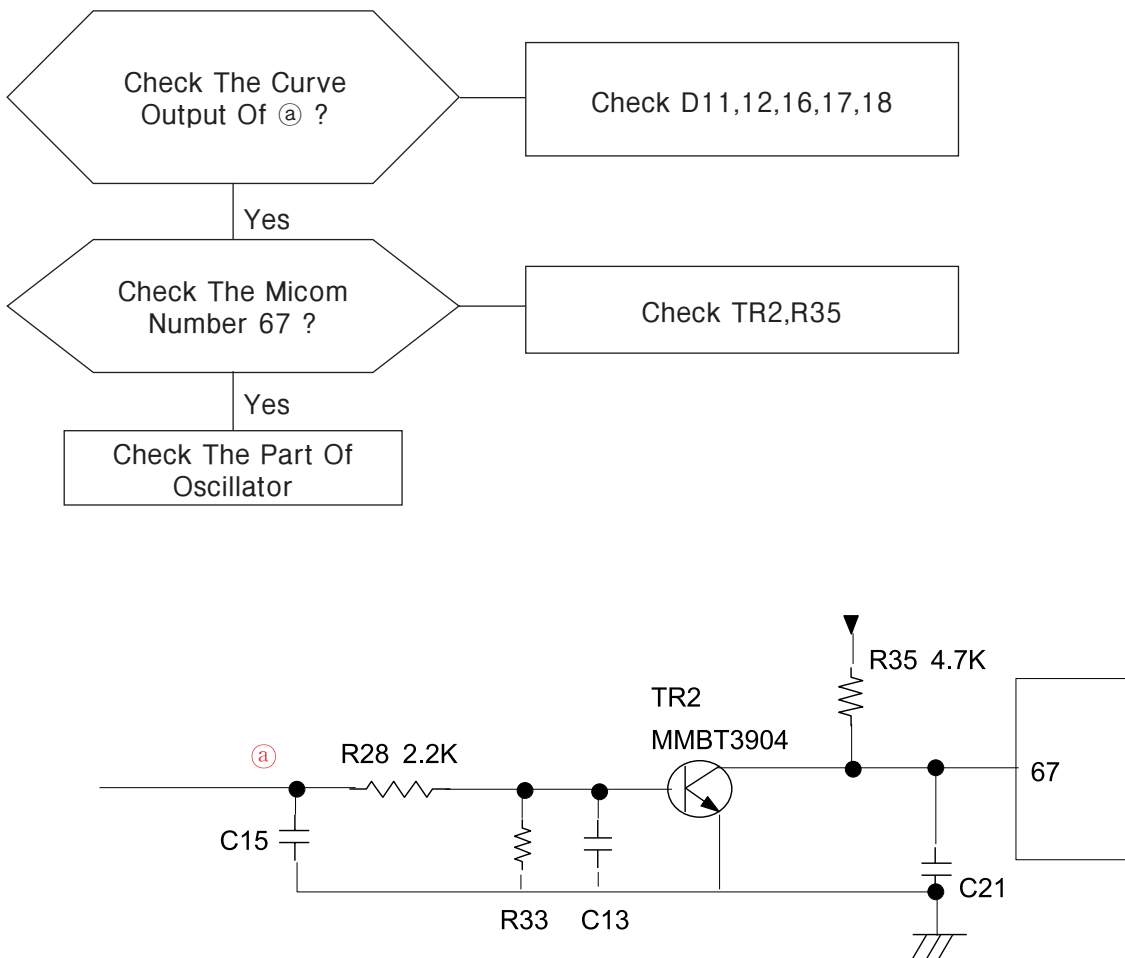 Check The Curve
Output Of ⓐ ?
Check D11,12,16,17,18
Yes
Check The Micom
Number 67 ?
Check TR2,R35
Yes
Check The Part Of
Oscillator
R35 4.7K
TR2
MMBT3904
ⓐ
R28 2.2K
67
C15
C21
R33
C13